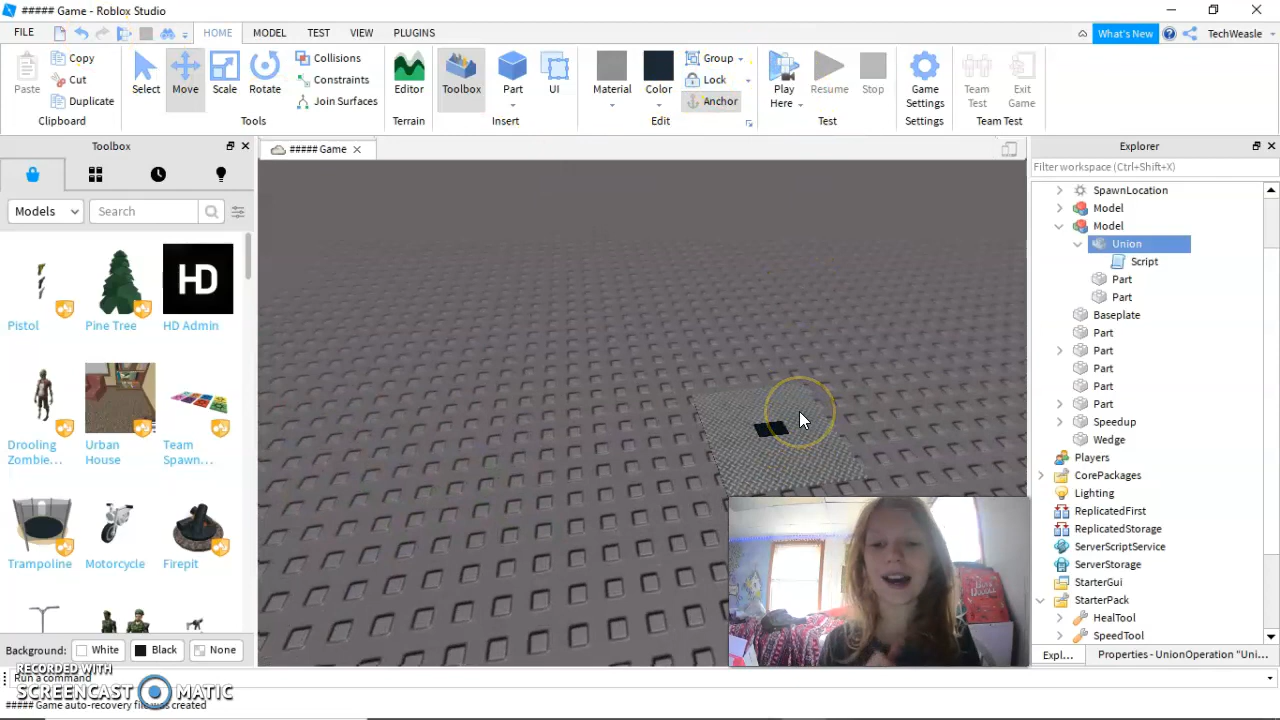 ##### Game - Roblox Studio
FILE HOME MODEL TEST VIEW PLUGINS What's New TechWeasle
Paste Copy Cut Duplicate Clipboard
Select Move Scale Rotate Collisions Constraints Join Surfaces Tools
Editor Terrain
Toolbox Part UI Insert
Material Color Group Lock Anchor Edit
Play Here Resume Stop Test
Game Settings Settings
Team Test Exit Game Team Test
Toolbox
Models Search
Pistol Pine Tree HD HD Admin
Drooling Zombie... Urban House Team Spawn...
Trampoline Motorcycle Firepit
Background: White Black None
##### Game
Explorer
Filter workspace (Ctrl+Shift+X)
SpawnLocation
Model
Model
Union
Script
Part
Part
Baseplate
Part
Part
Part
Part
Part
Speedup
Wedge
Players
CorePackages
Lighting
ReplicatedFirst
ReplicatedStorage
ServerScriptService
ServerStorage
StarterGui
StarterPack
HealTool
SpeedTool
Expl... Properties - UnionOperation "Uni...
RECORDED WITH
Run a command
SCREENCAST MATIC
##### Game auto-recovery file was created